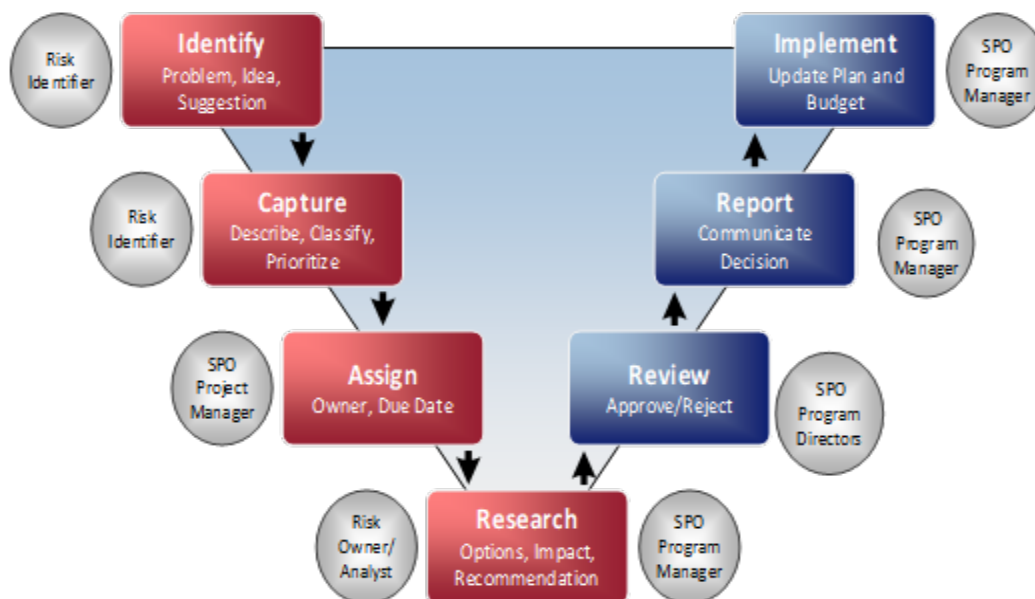 Risk
Identifier
Identify
Problem, Idea,
Suggestion
Implement
Update Plan and
Budget
SPO
Program
Manager
Risk
Identifier
Capture
Describe, Classify,
Prioritize
Report
Communicate
Decision
SPO
Program
Manager
SPO
Project
Manager
Assign
Owner, Due Date
Review
Approve/Reject
SPO
Program
Directors
Risk
Owner/
Analyst
Research
Options, Impact,
Recommendation
SPO
Program
Manager